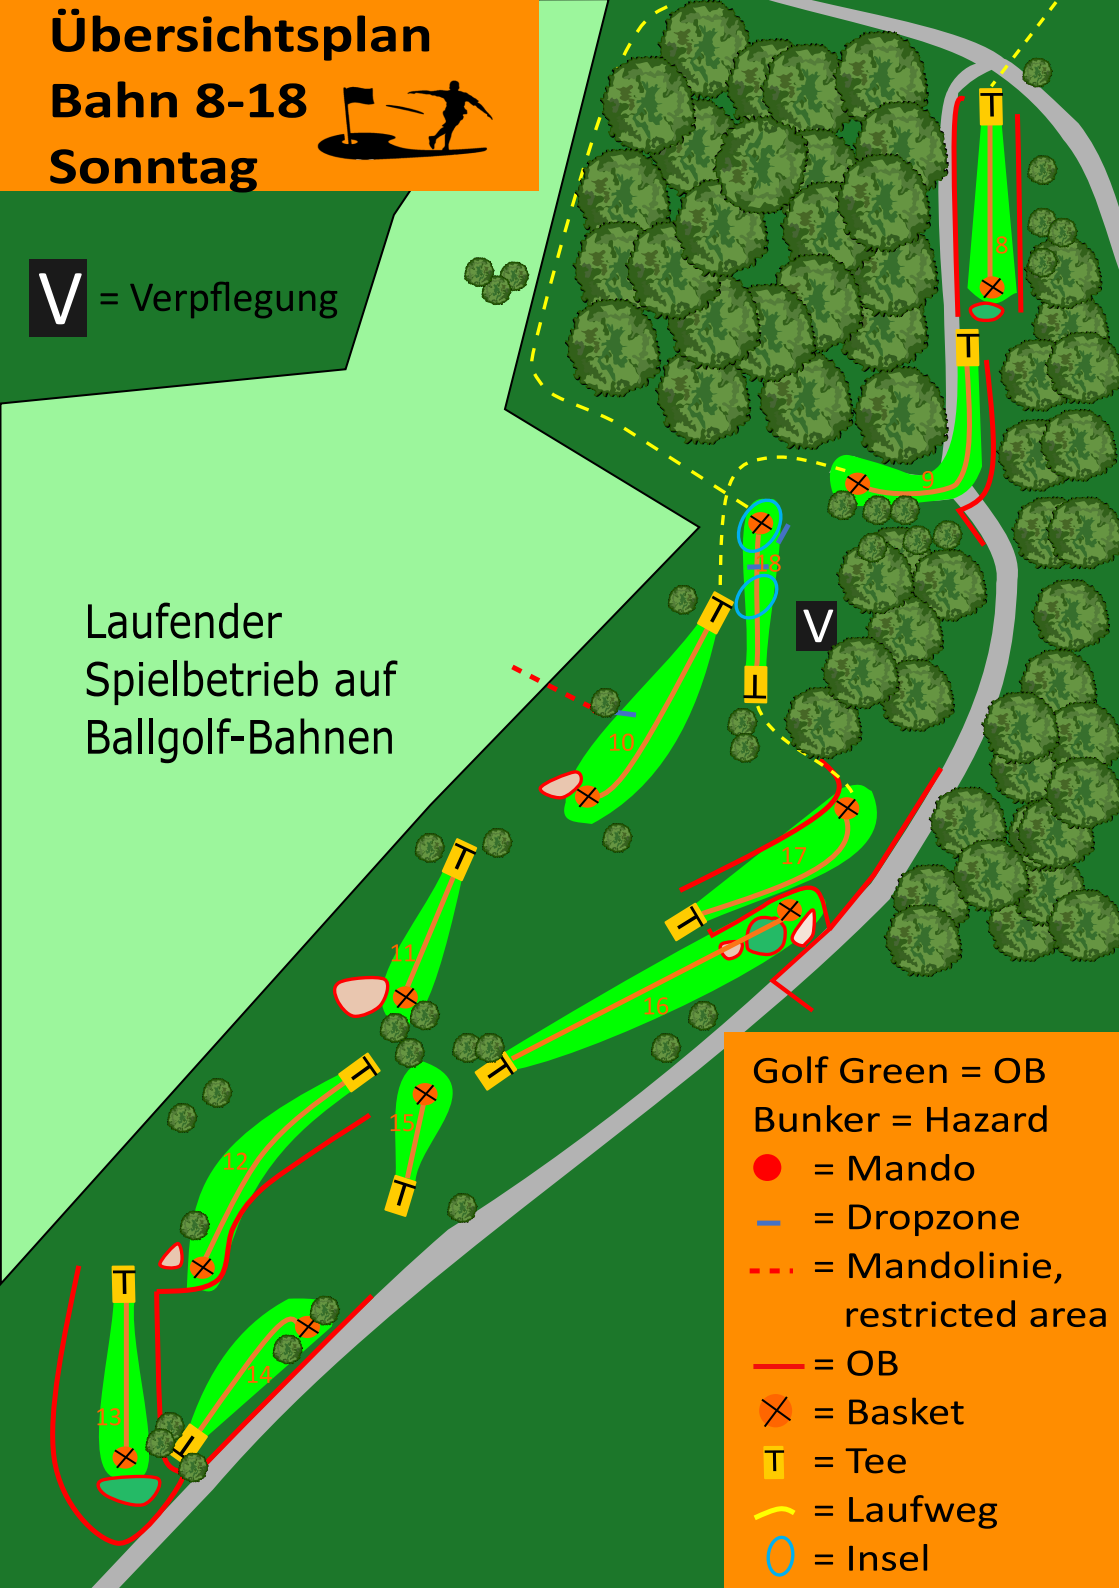 Übersichtsplan
Bahn 8-18
Sonntag
V = Verpflegung
Laufender
Spielbetrieb auf
Ballgolf-Bahnen
T
8
T
9
18
T
V
T
10
T
17
T
11
16
T
T
15
12
T
T
14
13
T
Golf Green = OB
Bunker = Hazard
= Mando
= Dropzone
= Mandolinie,
restricted area
= OB
= Basket
T = Tee
= Laufweg
= Insel